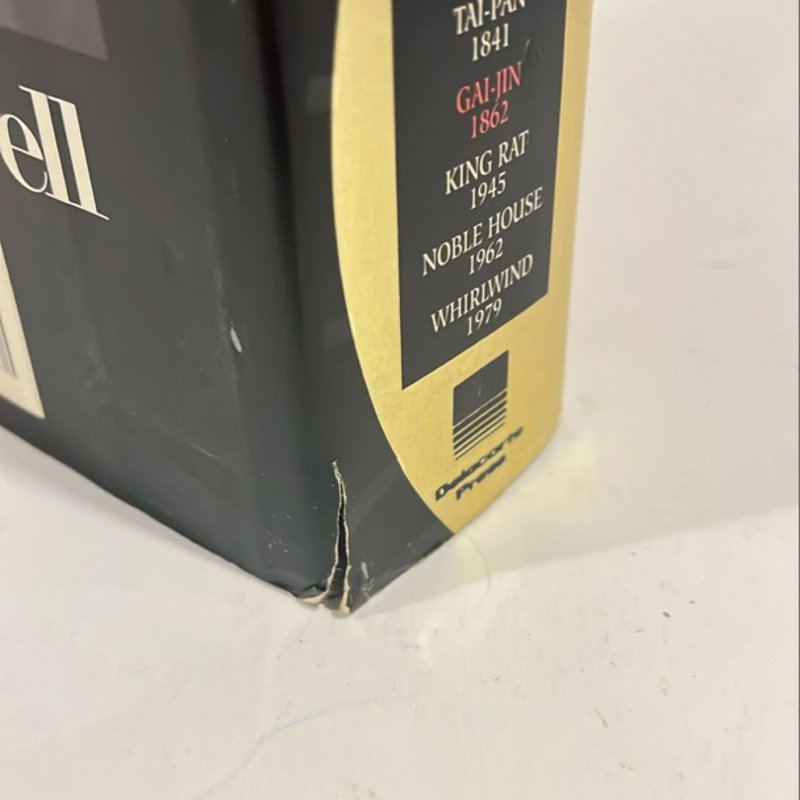 ell
TAI-PAN
1841
GAI-JIN
1862
KING RAT
1945
NOBLE HOUSE
1962
WHIRLWIND
1979
Delacorte
Press